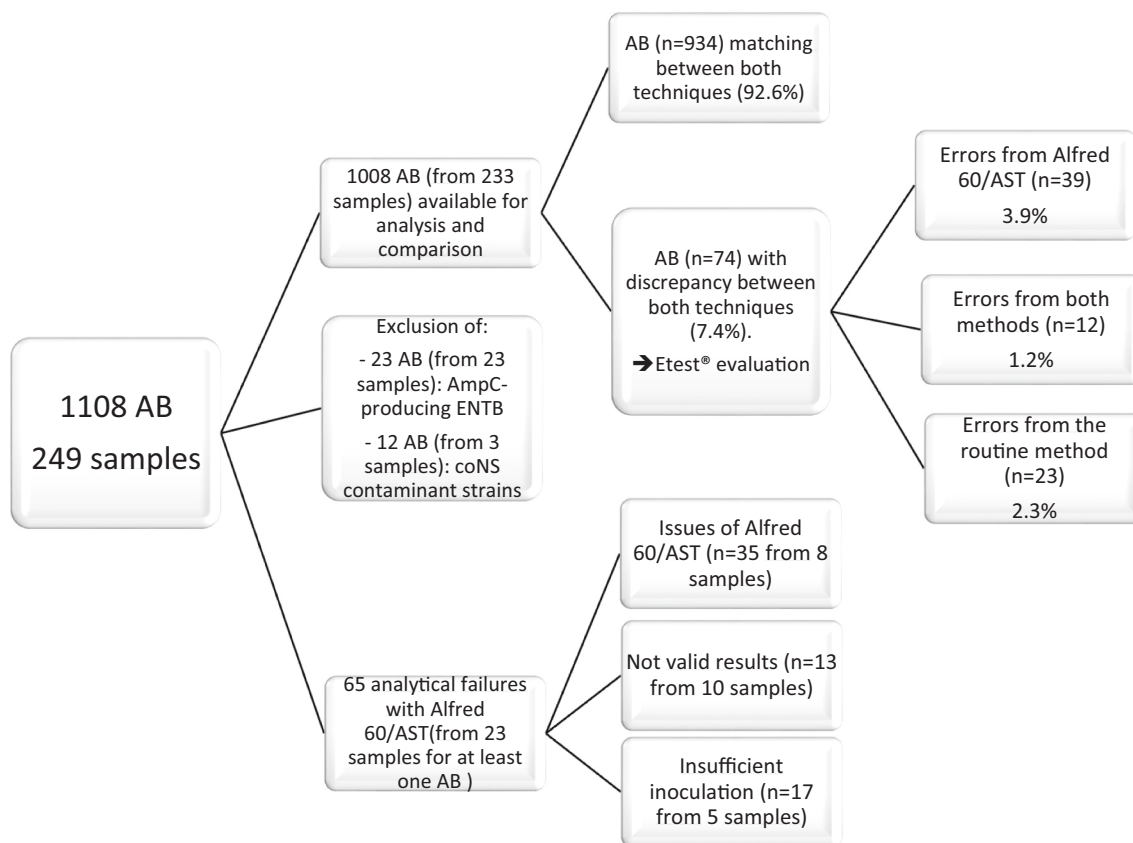 1108 AB
249 samples
1008 AB (from 233
samples) available for
analysis and
comparison
Exclusion of:
- 23 AB (from 23
samples): AmpC-
producing ENTB
- 12 AB (from 3
samples): coNS
contaminant strains
65 analytical failures
with Alfred
60/AST(from 23
samples for at least
one AB )
AB (n=934) matching
between both
techniques (92.6%)
AB (n=74) with
discrepancy between
both techniques
(7.4%).
➔Etest® evaluation
Issues of Alfred
60/AST (n=35 from 8
samples)
Not valid results (n=13
from 10 samples)
Insufficient
inoculation (n=17
from 5 samples)
Errors from Alfred
60/AST (n=39)
3.9%
Errors from both
methods (n=12)
1.2%
Errors from the
routine method
(n=23)
2.3%